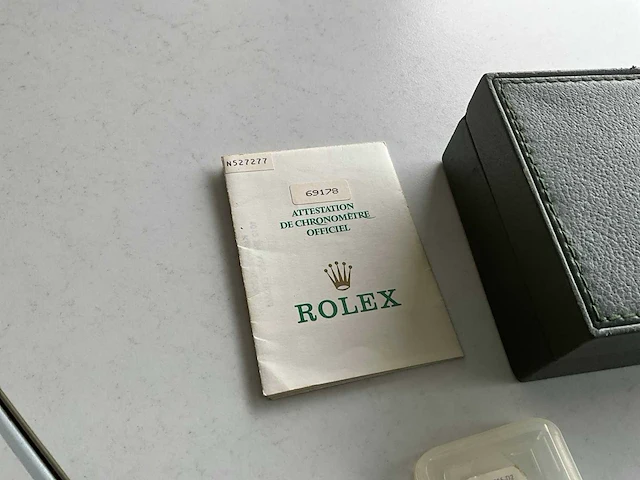 N527277
69178
ATTESTATION
DE CHRONOMÈTRE
OFFICIEL
ROLEX